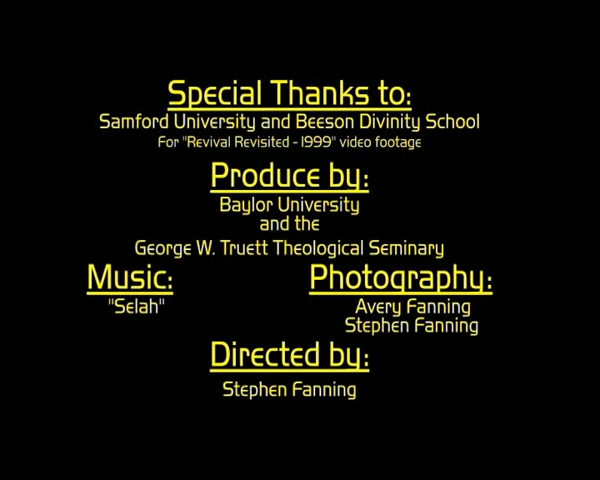 Special Thanks to:
Samford University and Beeson Divinity School
For "Revival Revisited - 1999" video footage
Produce by:
Baylor University
and the
George W. Truett Theological Seminary
Music:
"Selah"
Photography:
Avery Fanning
Stephen Fanning
Directed by:
Stephen Fanning